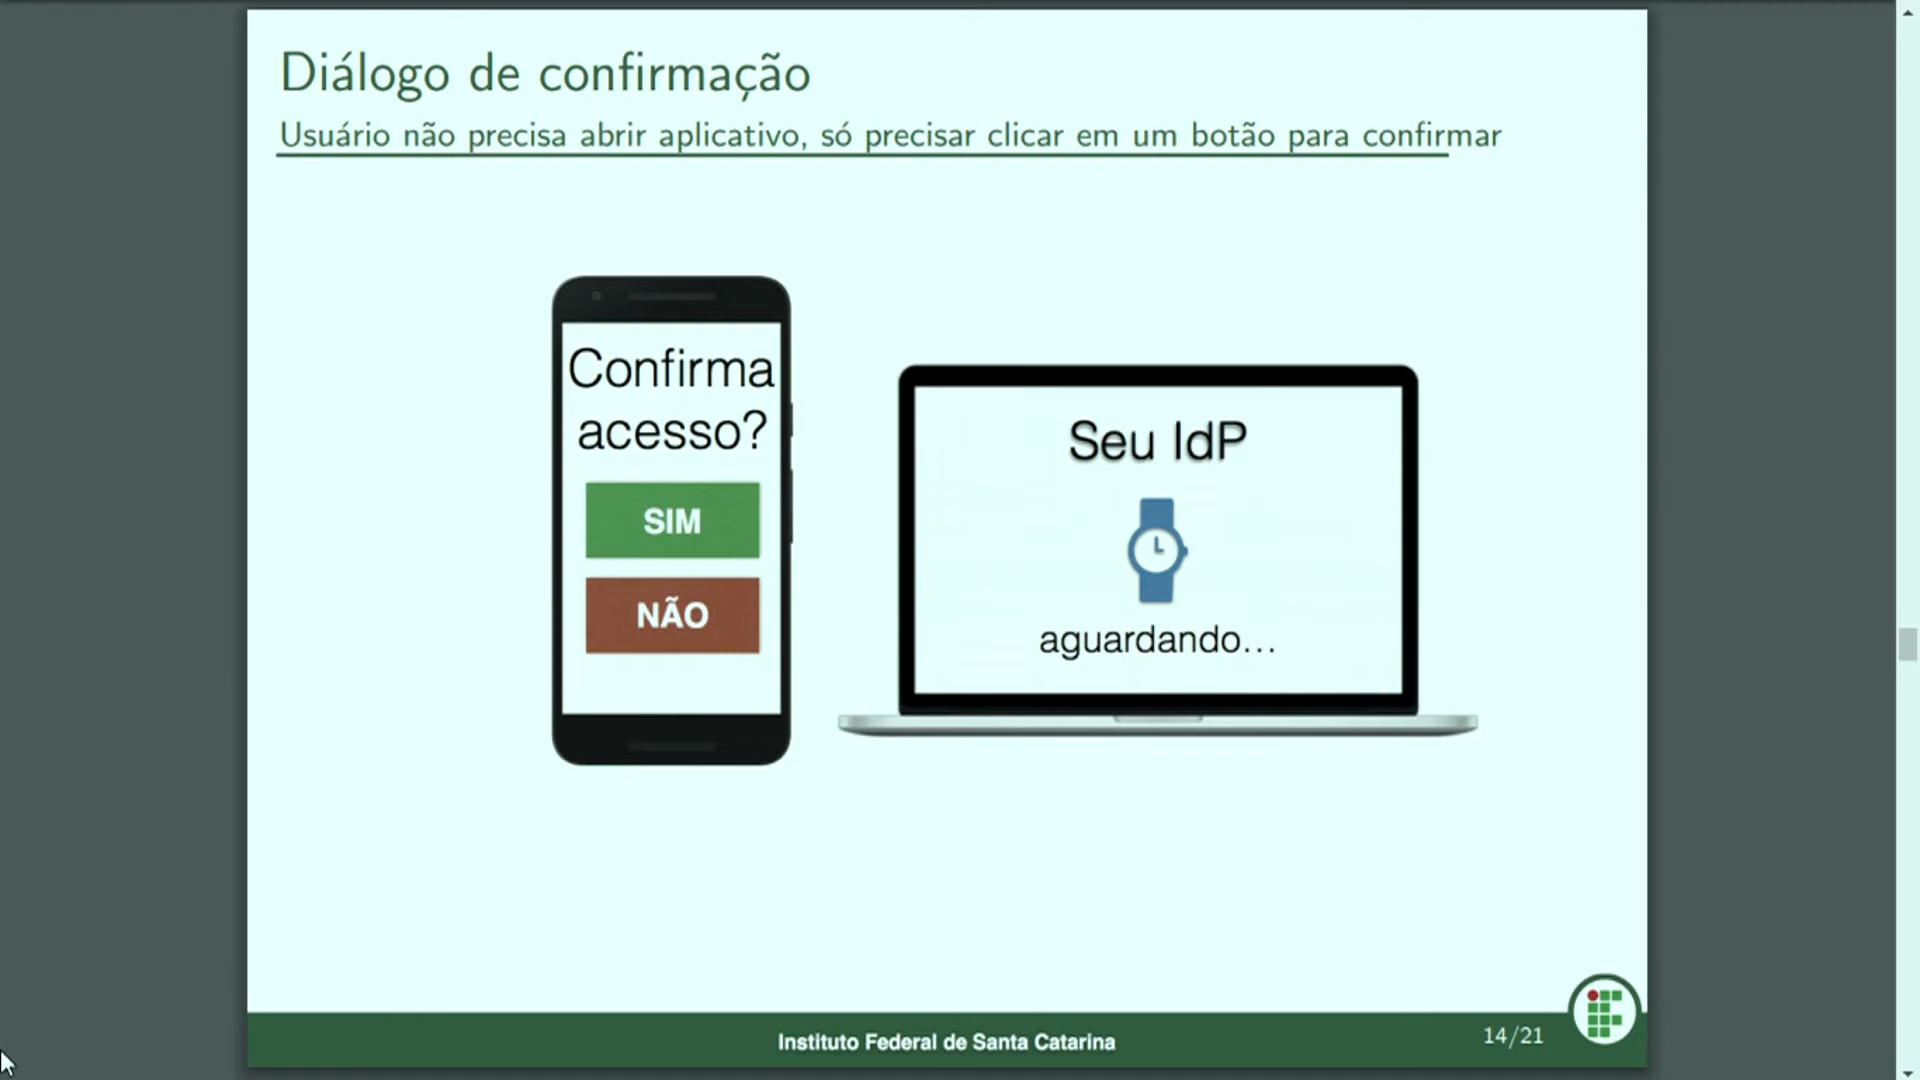 Diálogo de confirmação
Usuário não precisa abrir aplicativo, só precisar clicar em um botão para confirmar
Confirma
acesso?
SIM
NÃO
Seu IdP
aguardando...
Instituto Federal de Santa Catarina
14/21